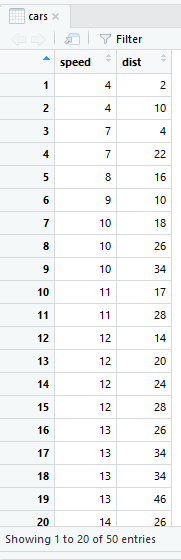 cars
Filter
speed dist
1 4 2
2 4 10
3 7 4
4 7 22
5 8 16
6 9 10
7 10 18
8 10 26
9 10 34
10 11 17
11 11 28
12 12 14
13 12 20
14 12 24
15 12 28
16 13 26
17 13 34
18 13 34
19 13 46
20 14 26
Showing 1 to 20 of 50 entries